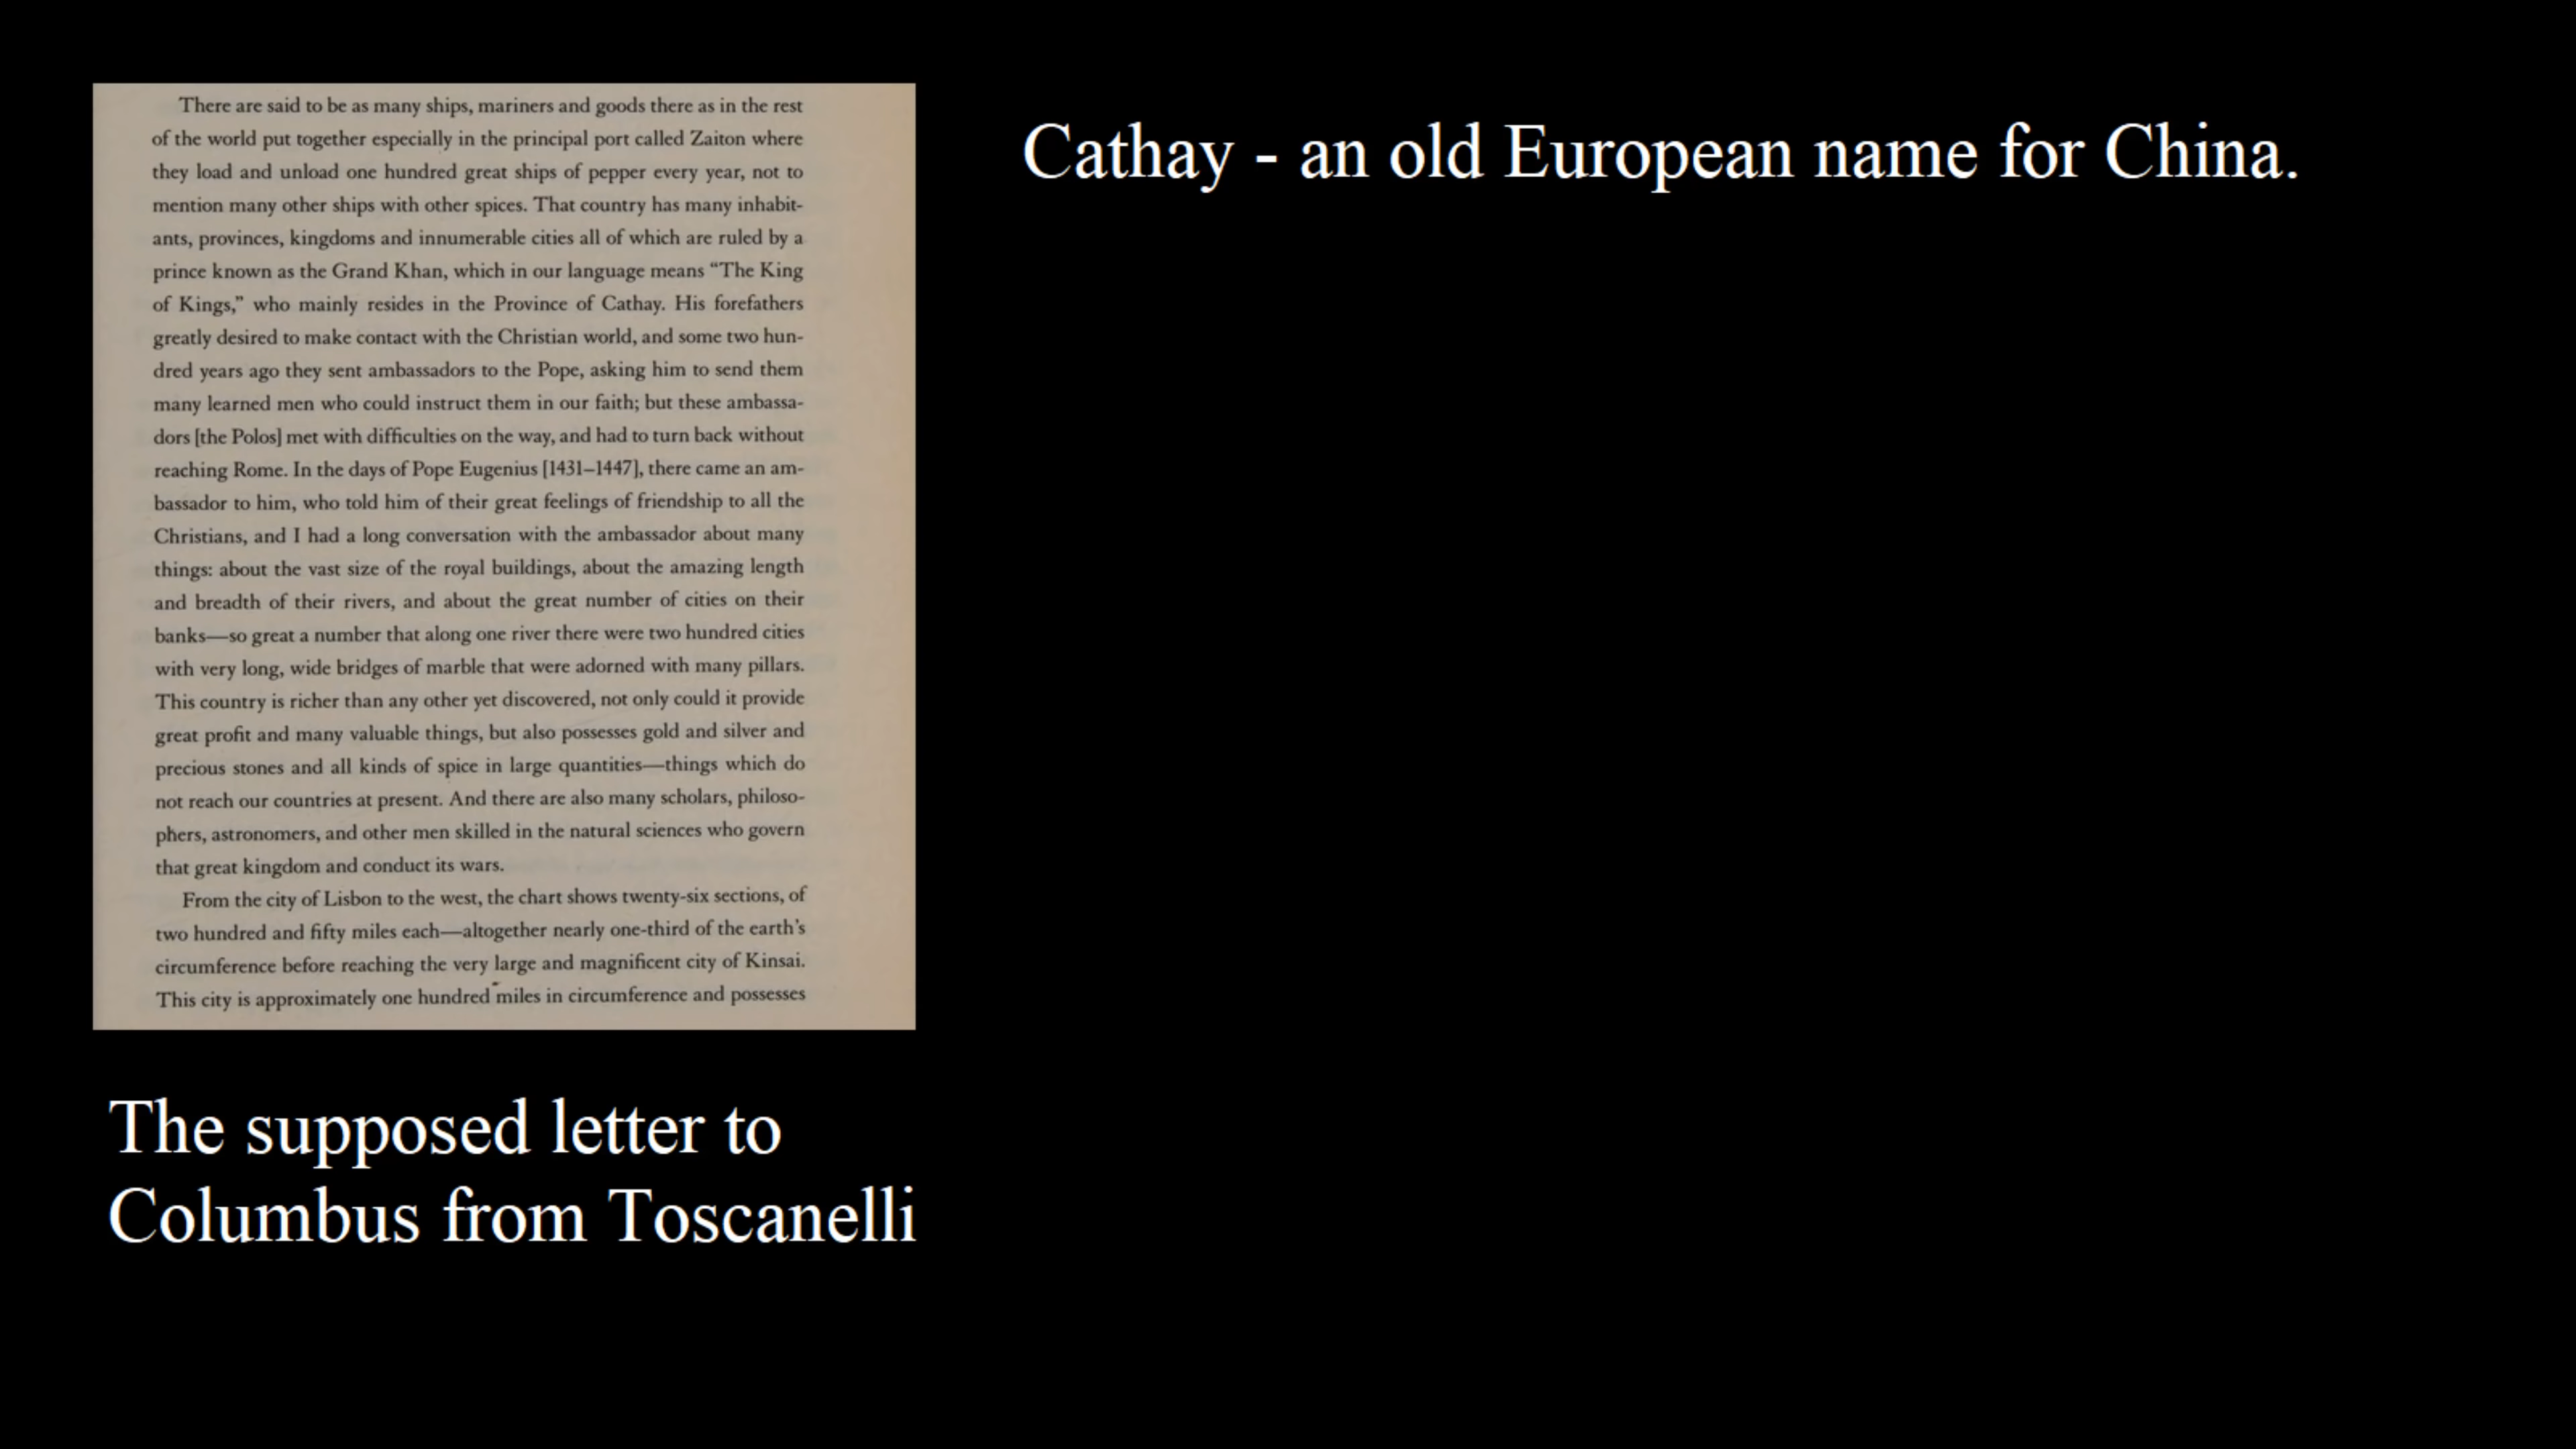 There are said to be as many ships, mariners and goods there as in the rest
of the world put together especially in the principal port called Zaiton where
they load and unload one hundred great ships of pepper every year, not to
mention many other ships with other spices. That country has many inhabit-
ants, provinces, kingdoms and innumerable cities all of which are ruled by a
prince known as the Grand Khan, which in our language means “The King
of Kings,” who mainly resides in the Province of Cathay. His forefathers
greatly desired to make contact with the Christian world, and some two hun-
dred years ago they sent ambassadors to the Pope, asking him to send them
many learned men who could instruct them in our faith; but these ambassa-
dors [the Polos] met with difficulties on the way, and had to turn back without
reaching Rome. In the days of Pope Eugenius [1431–1447], there came an am-
bassador to him, who told him of their great feelings of friendship to all the
Christians, and I had a long conversation with the ambassador about many
things: about the vast size of the royal buildings, about the amazing length
and breadth of their rivers, and about the great number of cities on their
banks—so great a number that along one river there were two hundred cities
with very long, wide bridges of marble that were adorned with many pillars.
This country is richer than any other yet discovered, not only could it provide
great profit and many valuable things, but also possesses gold and silver and
precious stones and all kinds of spice in large quantities—things which do
not reach our countries at present. And there are also many scholars, philoso-
phers, astronomers, and other men skilled in the natural sciences who govern
that great kingdom and conduct its wars.
From the city of Lisbon to the west, the chart shows twenty-six sections, of
two hundred and fifty miles each—altogether nearly one-third of the earth’s
circumference before reaching the very large and magnificent city of Kinsai.
This city is approximately one hundred miles in circumference and possesses
The supposed letter to
Columbus from Toscanelli
Cathay - an old European name for China.